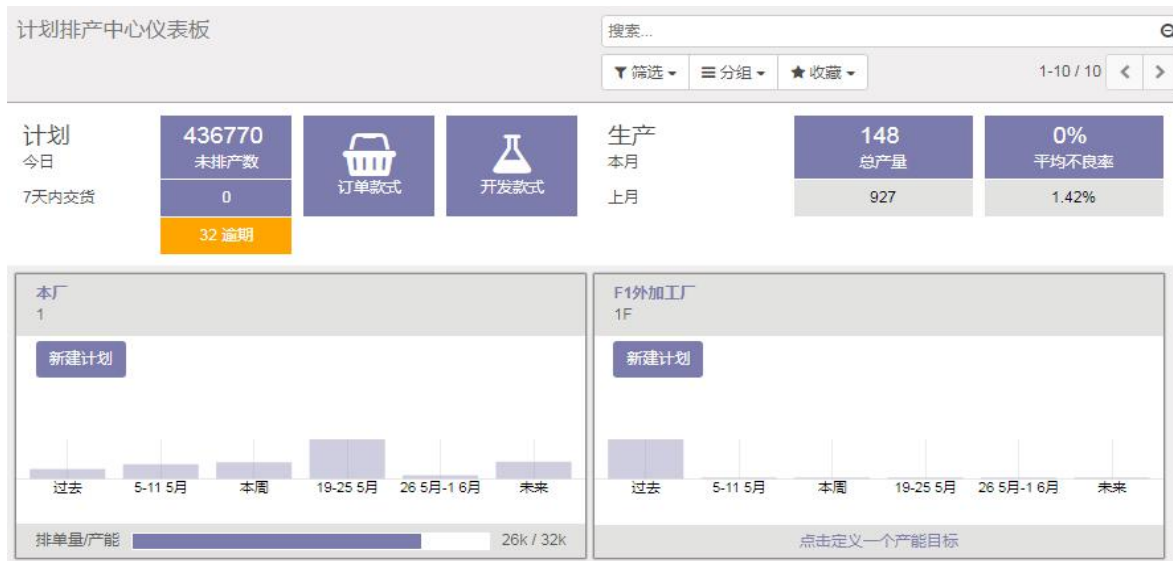 计划排产中心仪表板
搜索...
筛选 分组 收藏 1-10 / 10
计划
今日
7天内交货
436770
未排产数
0
32 逾期
订单款式
开发款式
生产
本月
上月
148
总产量
927
0%
平均不良率
1.42%
本厂
1
新建计划
过去 5-11 5月 本周 19-25 5月 26 5月-1 6月 未来
排单量/产能 26k / 32k
F1外加工厂
1F
新建计划
过去 5-11 5月 本周 19-25 5月 26 5月-1 6月 未来
点击定义一个产能目标